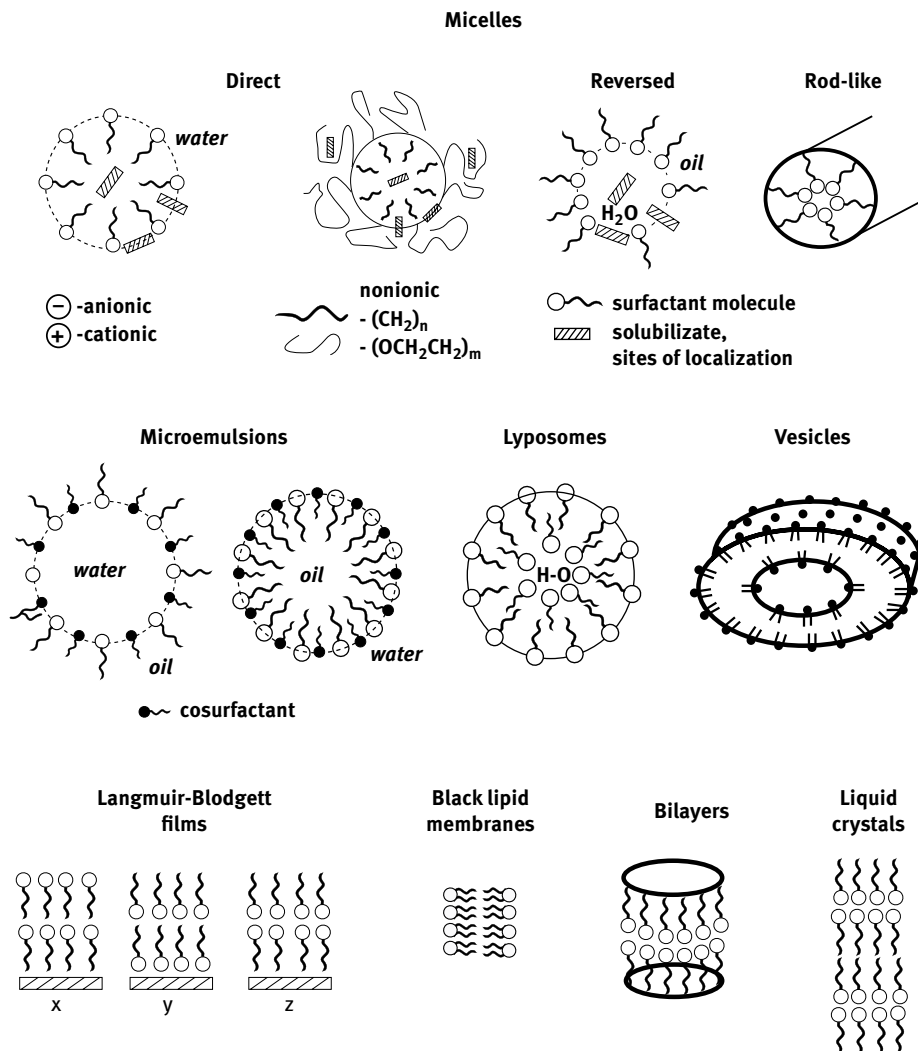 Micelles
Direct
Reversed
Rod-like
water
oil
H₂O
nonionic
⊖ -anionic
- (CH₂)ₙ
⊕ -cationic
- (OCH₂CH₂)ₘ
surfactant molecule
solubilizate,
sites of localization
Microemulsions
Lyposomes
Vesicles
water
oil
oil
water
H-O
cosurfactant
Langmuir-Blodgett
films
Black lipid
membranes
Bilayers
Liquid
crystals
x
y
z